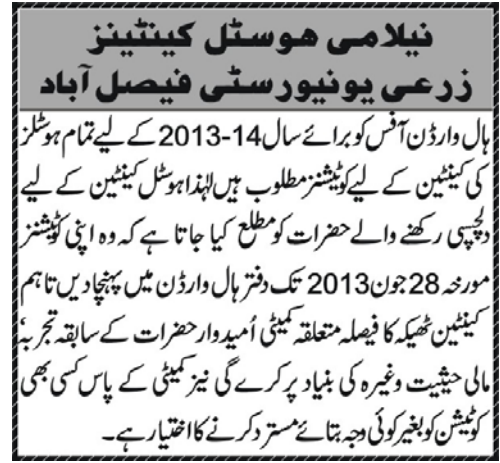 نیلامی ھوسٹل کینٹینز
زرعی یونیورسٹی فیصل آباد
ہال وارڈن آفس کو برائے سال 14-2013 کے لیے تمام ہوسٹلز
کی کینٹین کے لیے کوٹیشنز مطلوب ہیں لہٰذا ہوسٹل کینٹین کے لیے
دلچسپی رکھنے والے حضرات کو مطلع کیا جاتا ہے کہ وہ اپنی کوٹیشنز
مورخہ 28 جون 2013 تک دفتر ہال وارڈن میں پہنچا دیں تاہم
کینٹین ٹھیکہ کا فیصلہ متعلقہ کمیٹی اُمیدوار حضرات کے سابقہ تجربہ
مالی حیثیت وغیرہ کی بنیاد پر کرے گی نیز کمیٹی کے پاس کسی بھی
کوٹیشن کو بغیر کوئی وجہ بتائے مسترد کرنے کا اختیار ہے۔